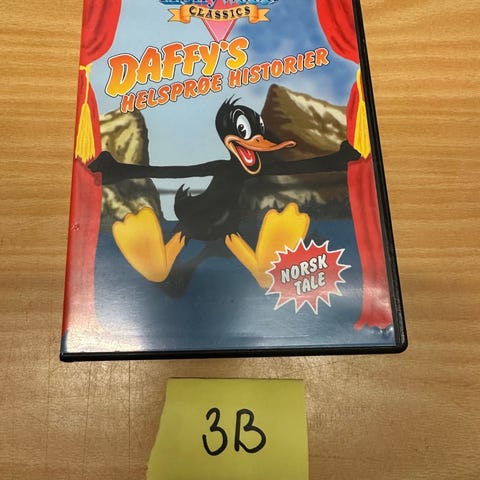 CLASSICS
DAFFY'S
HELSPRØE HISTORIER
NORSK
TALE
3B